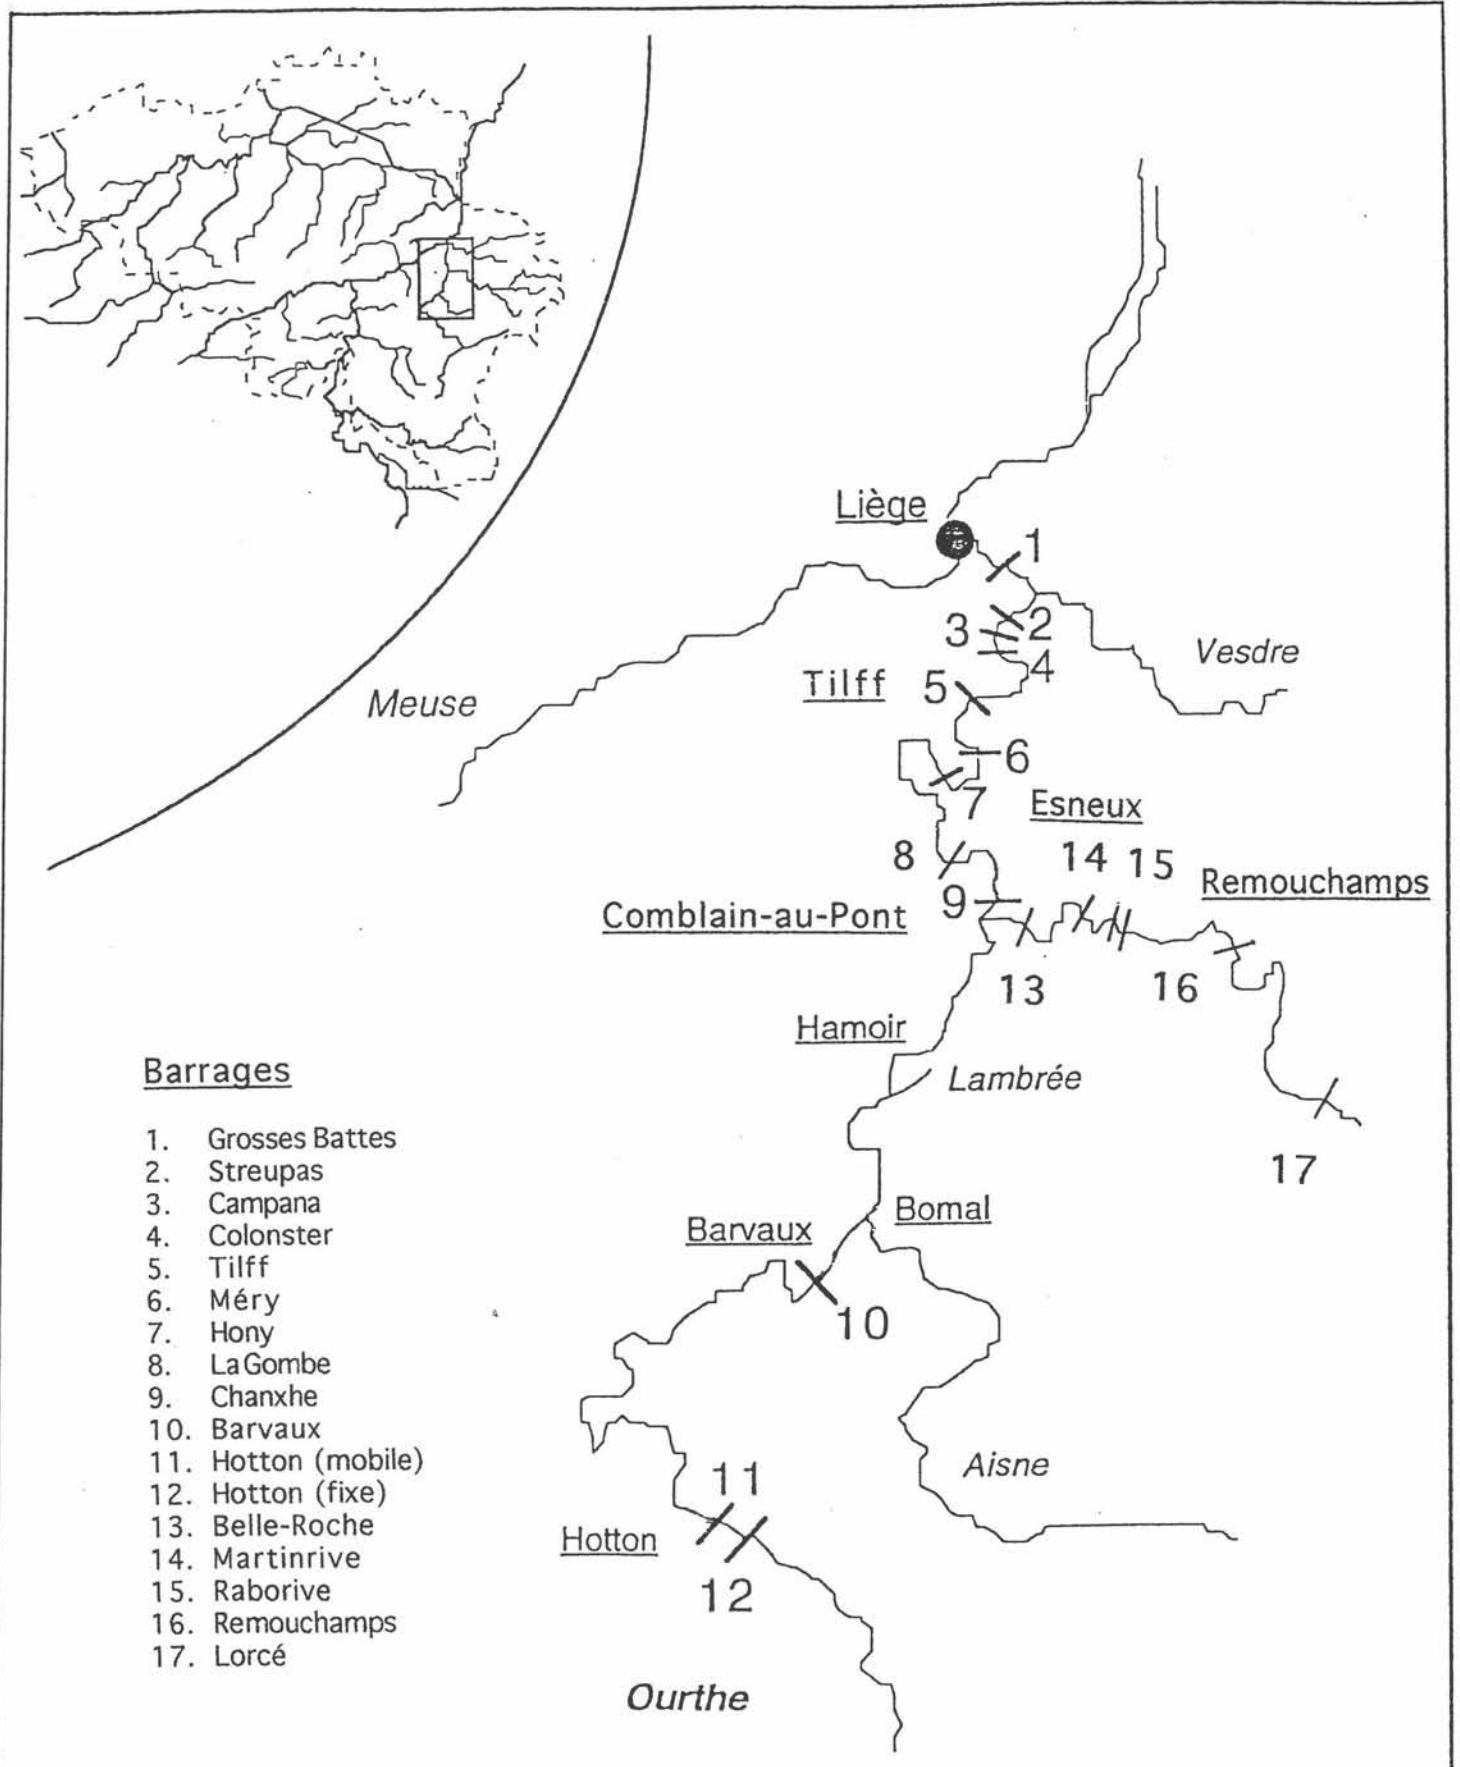 Liège
1
2
3
4
Vesdre
Tilff
5
Meuse
6
7
Esneux
8
14
15
Remouchamps
9
Comblain-au-Pont
13
16
Hamoir
Lambrée
17
Bomal
Barvaux
10
Aisne
11
Hotton
12
Ourthe
Barrages
1. Grosses Battes
2. Streupas
3. Campana
4. Colonster
5. Tilff
6. Méry
7. Hony
8. La Gombe
9. Chanxhe
10. Barvaux
11. Hotton (mobile)
12. Hotton (fixe)
13. Belle-Roche
14. Martinrive
15. Raborive
16. Remouchamps
17. Lorcé